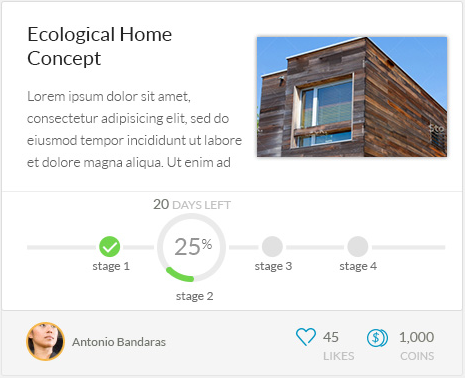 Ecological Home
Concept
Lorem ipsum dolor sit amet,
consectetur adipisicing elit, sed do
eiusmod tempor incididunt ut labore
et dolore magna aliqua. Ut enim ad
20 DAYS LEFT
25%
stage 1
stage 2
stage 3
stage 4
Antonio Bandaras
45
LIKES
1,000
COINS